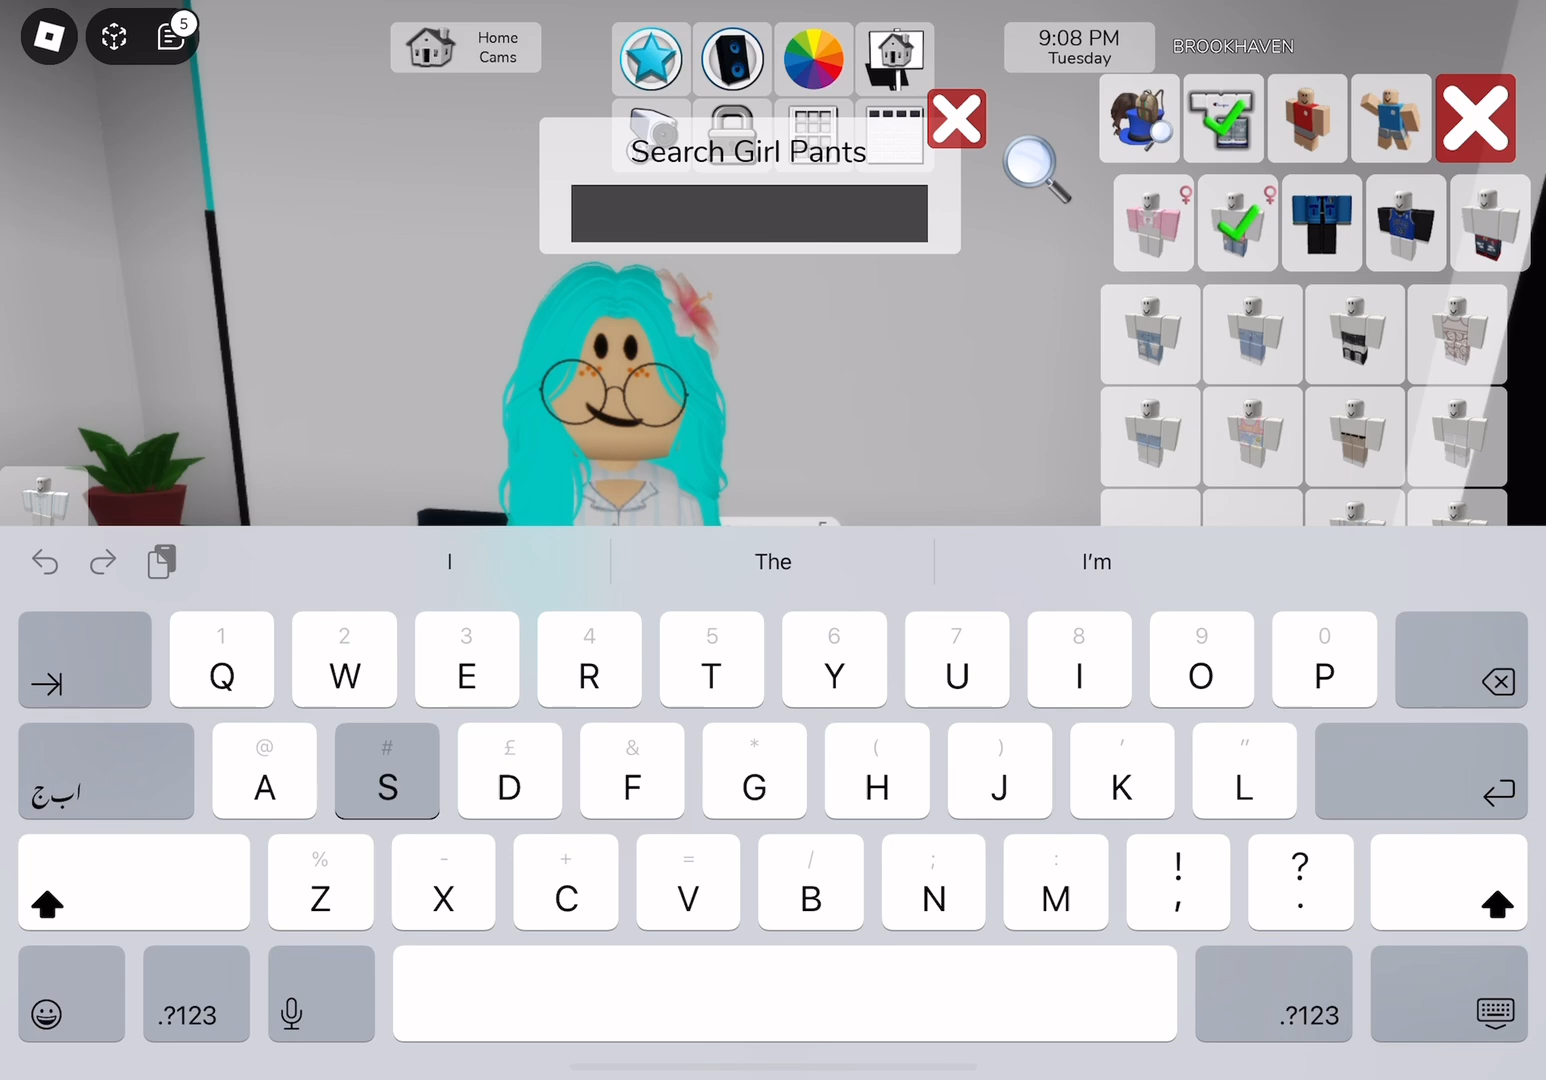 5
Home
Cams
9:08 PM
Tuesday
BROOKHAVEN
Search Girl Pants
I The I'm
1 2 3 4 5 6 7 8 9 0
Q W E R T Y U I O P
@ # £ & * ( ) ' "
ا ب ج A S D F G H J K L
% - + = / ; : ! ?
Z X C V B N M , .
.?123 .?123